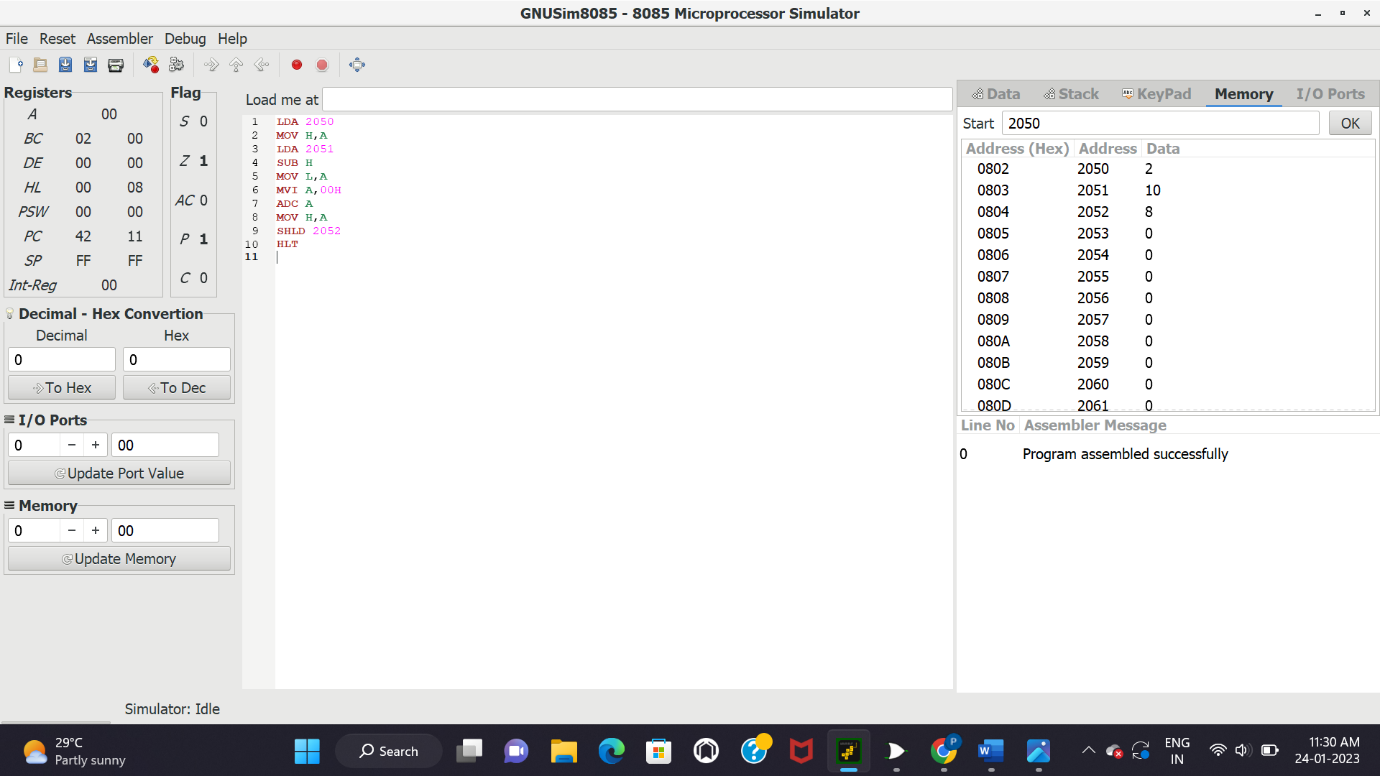 GNUSim8085 - 8085 Microprocessor Simulator
File Reset Assembler Debug Help
Registers
A 00
BC 02 00
DE 00 00
HL 00 08
PSW 00 00
PC 42 11
SP FF FF
Int-Reg 00
Flag
S 0
Z 1
AC 0
P 1
C 0
Decimal - Hex Convertion
Decimal Hex
0 0
To Hex To Dec
I/O Ports
0 - + 00
Update Port Value
Memory
0 - + 00
Update Memory
Load me at
1 LDA 2050
2 MOV H,A
3 LDA 2051
4 SUB H
5 MOV L,A
6 MVI A,00H
7 ADC A
8 MOV H,A
9 SHLD 2052
10 HLT
11
Data Stack KeyPad Memory I/O Ports
Start 2050 OK
Address (Hex) Address Data
0802 2050 2
0803 2051 10
0804 2052 8
0805 2053 0
0806 2054 0
0807 2055 0
0808 2056 0
0809 2057 0
080A 2058 0
080B 2059 0
080C 2060 0
080D 2061 0
Line No Assembler Message
0 Program assembled successfully
Simulator: Idle
29°C
Partly sunny
Search
ENG
IN
11:30 AM
24-01-2023